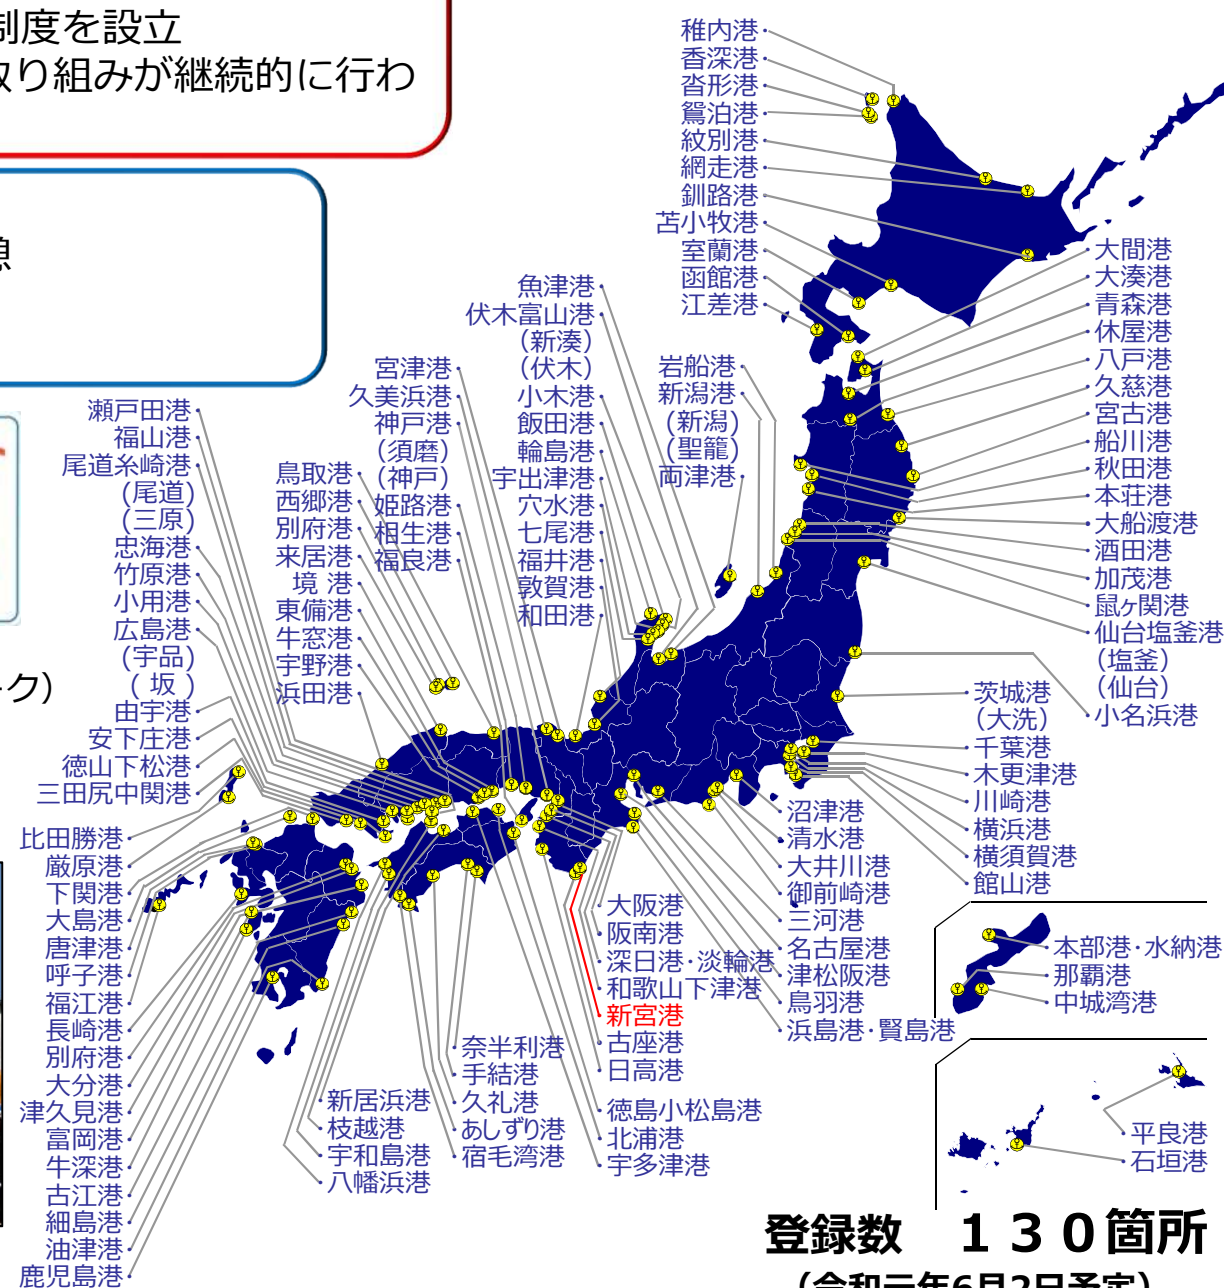 制度を設立
取り組みが継続的に行わ
憩
ーク）
稚内港
香深港
沓形港
鴛泊港
紋別港
網走港
釧路港
苫小牧港
室蘭港
函館港
江差港
大間港
大湊港
青森港
休屋港
八戸港
久慈港
宮古港
船川港
秋田港
本荘港
大船渡港
酒田港
加茂港
鼠ヶ関港
仙台塩釜港
（塩釜）
（仙台）
小名浜港
魚津港
伏木富山港
（新湊）
（伏木）
小木港
飯田港
輪島港
宇出津港
穴水港
七尾港
福井港
敦賀港
和田港
岩船港
新潟港
（新潟）
（聖籠）
両津港
宮津港
久美浜港
神戸港
（須磨）
（神戸）
姫路港
相生港
福良港
鳥取港
西郷港
別府港
来居港
境 港
東備港
牛窓港
宇野港
浜田港
瀬戸田港
福山港
尾道糸崎港
（尾道）
（三原）
忠海港
竹原港
小用港
広島港
（宇品）
（ 坂 ）
由宇港
安下庄港
徳山下松港
三田尻中関港
比田勝港
厳原港
下関港
大島港
唐津港
呼子港
福江港
長崎港
別府港
大分港
津久見港
富岡港
牛深港
古江港
細島港
油津港
鹿児島港
茨城港
（大洗）
千葉港
木更津港
川崎港
横浜港
横須賀港
館山港
沼津港
清水港
大井川港
御前崎港
三河港
名古屋港
津松阪港
鳥羽港
浜島港・賢島港
大阪港
阪南港
深日港・淡輪港
和歌山下津港
新宮港
古座港
日高港
徳島小松島港
北浦港
宇多津港
奈半利港
手結港
久礼港
あしずり港
宿毛湾港
新居浜港
枝越港
宇和島港
八幡浜港
本部港・水納港
那覇港
中城湾港
平良港
石垣港
登録数　１３０箇所
（令和元年6月2日予定）